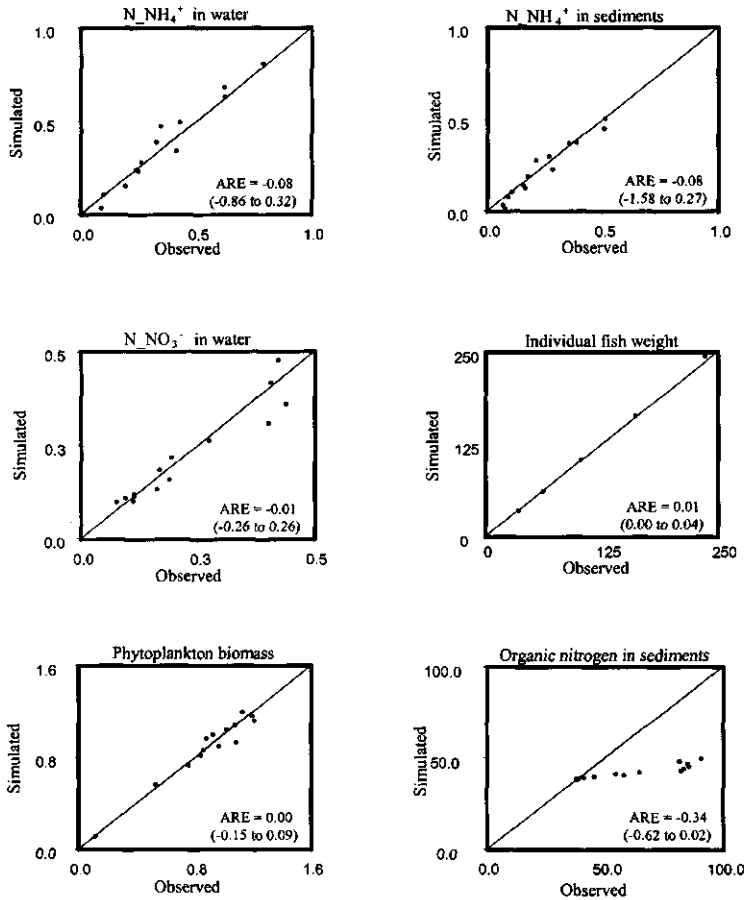 N_NH₄⁺ in water
1.0
0.5
0.0
Simulated
ARE = -0.08
(-0.86 to 0.32)
0.0 0.5 1.0
Observed
N_NH₄⁺ in sediments
1.0
0.5
0.0
Simulated
ARE = -0.08
(-1.58 to 0.27)
0.0 0.5 1.0
Observed
N_NO₃⁻ in water
0.5
0.3
0.0
Simulated
ARE = -0.01
(-0.26 to 0.26)
0.0 0.3 0.5
Observed
Individual fish weight
250
125
0
Simulated
ARE = 0.01
(0.00 to 0.04)
0 125 250
Observed
Phytoplankton biomass
1.6
0.8
0.0
Simulated
ARE = 0.00
(-0.15 to 0.09)
0.0 0.8 1.6
Observed
Organic nitrogen in sediments
100.0
50.0
0.0
Simulated
ARE = -0.34
(-0.62 to 0.02)
0.0 50.0 100.0
Observed